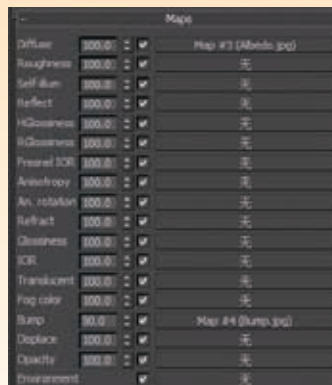 - Maps
Diffuse 100.0 Map #3 (Albedo.jpg)
Roughness 100.0 无
Self-illum 100.0 无
Reflect 100.0 无
HGlossiness 100.0 无
RGlossiness 100.0 无
Fresnel IOR 100.0 无
Anisotropy 100.0 无
An. rotation 100.0 无
Refract 100.0 无
Glossiness 100.0 无
IOR 100.0 无
Translucent 100.0 无
Fog color 100.0 无
Bump 30.0 Map #4 (Bump.jpg)
Displace 100.0 无
Opacity 100.0 无
Environment 无